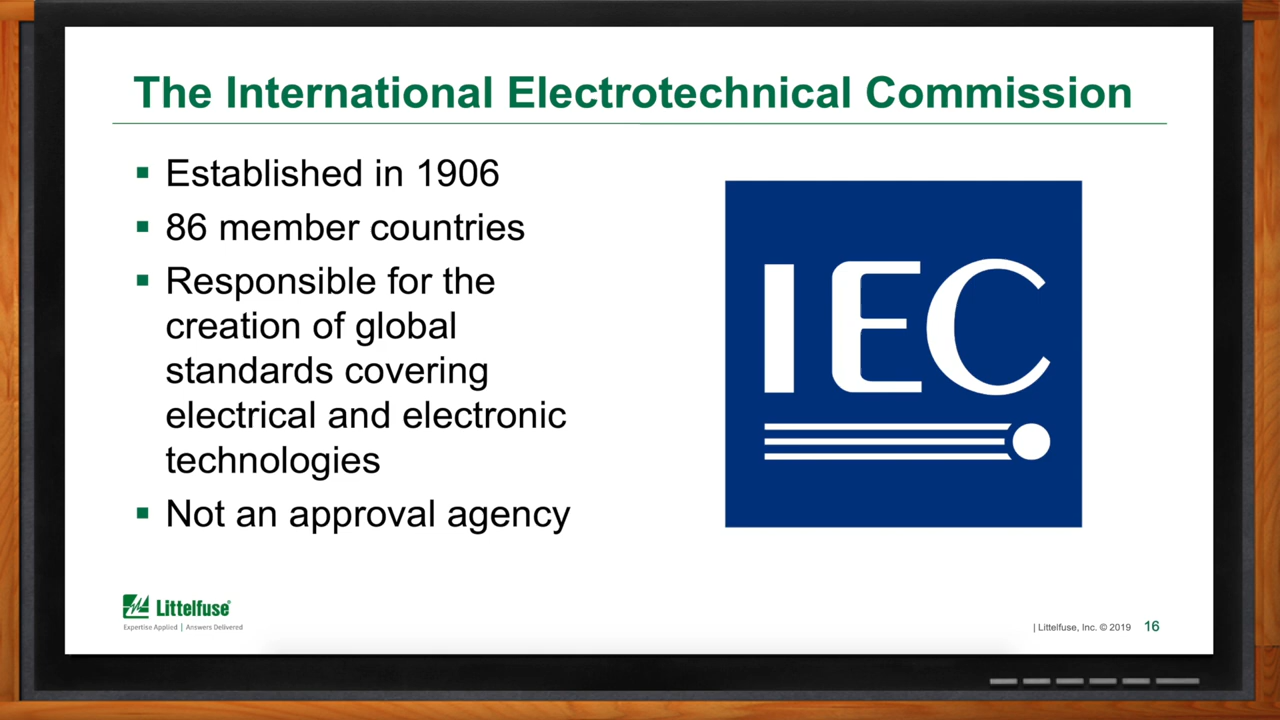 The International Electrotechnical Commission
Established in 1906
86 member countries
Responsible for the
creation of global
standards covering
electrical and electronic
technologies
Not an approval agency
IEC
Littelfuse®
Expertise Applied | Answers Delivered
| Littelfuse, Inc. © 2019 16